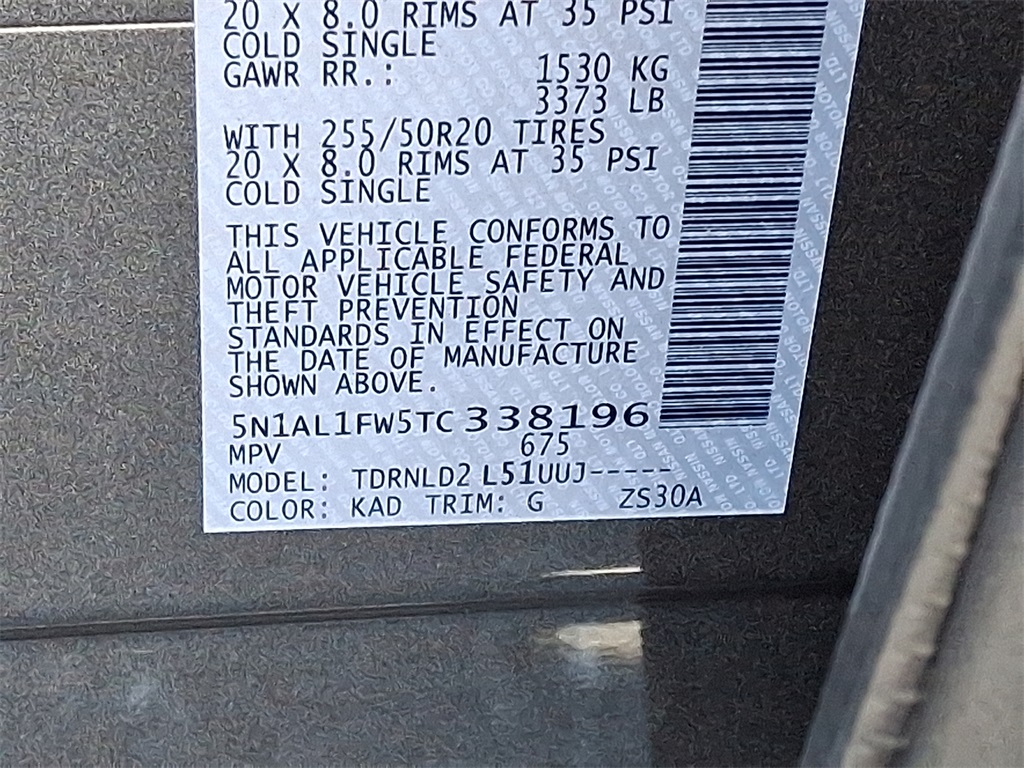 20 X 8.0 RIMS AT 35 PSI
COLD SINGLE
GAWR RR.: 1530 KG
3373 LB
WITH 255/50R20 TIRES
20 X 8.0 RIMS AT 35 PSI
COLD SINGLE
THIS VEHICLE CONFORMS TO
ALL APPLICABLE FEDERAL
MOTOR VEHICLE SAFETY AND
THEFT PREVENTION
STANDARDS IN EFFECT ON
THE DATE OF MANUFACTURE
SHOWN ABOVE.
5N1AL1FW5TC338196
MPV 675
MODEL: TDRNLD2 L51UUJ-----
COLOR: KAD TRIM: G ZS30A